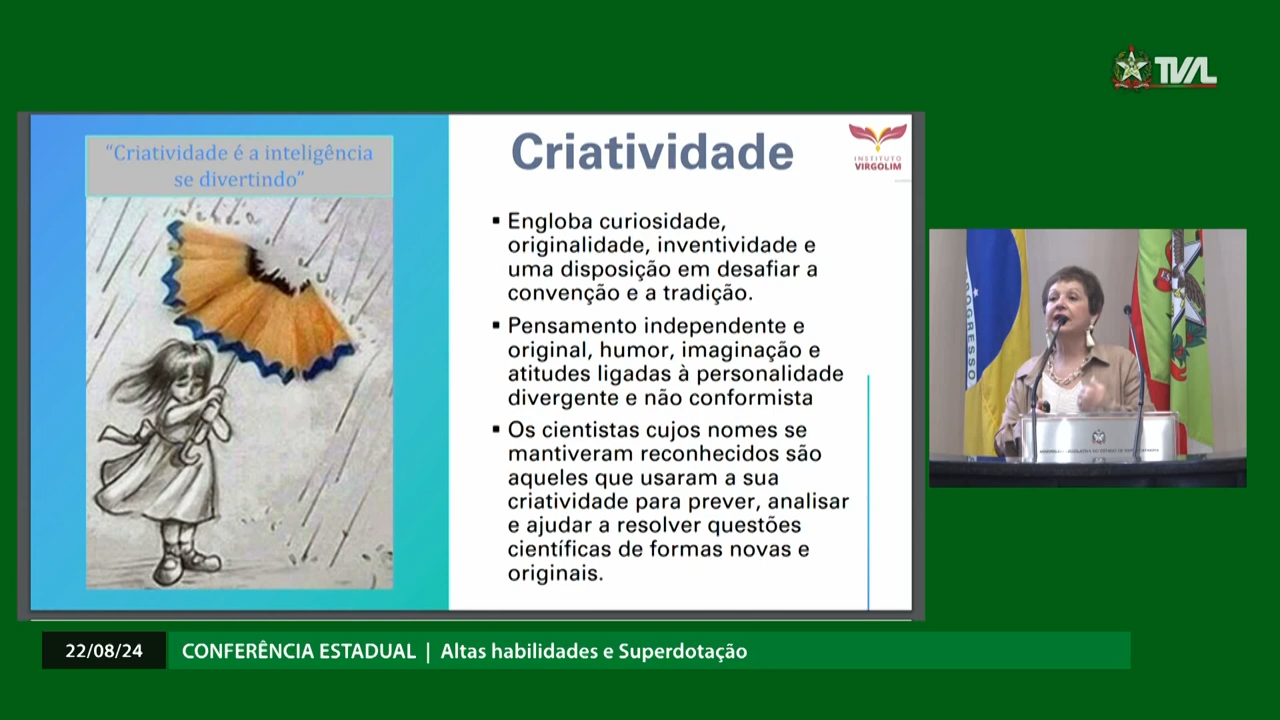 TVAL
"Criatividade é a inteligência
se divertindo"
Criatividade
INSTITUTO
VIRGOLIM
▪ Engloba curiosidade,
originalidade, inventividade e
uma disposição em desafiar a
convenção e a tradição.
▪ Pensamento independente e
original, humor, imaginação e
atitudes ligadas à personalidade
divergente e não conformista
▪ Os cientistas cujos nomes se
mantiveram reconhecidos são
aqueles que usaram a sua
criatividade para prever, analisar
e ajudar a resolver questões
científicas de formas novas e
originais.
PROGRESSO
22/08/24
CONFERÊNCIA ESTADUAL | Altas habilidades e Superdotação